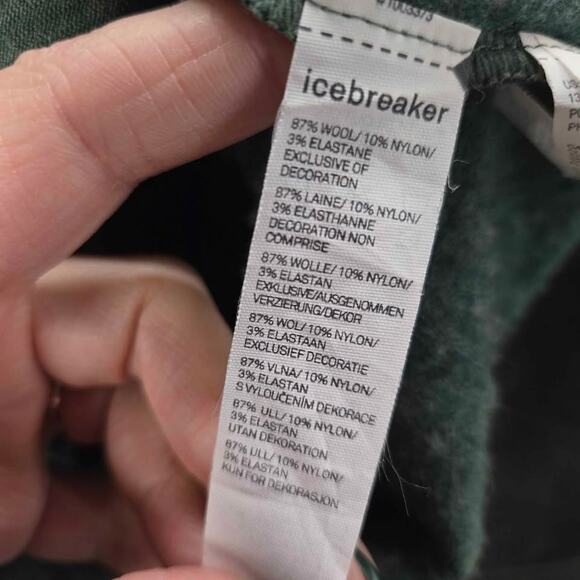 icebreaker
87% WOOL/ 10% NYLON/
3% ELASTANE
EXCLUSIVE OF
DECORATION
87% LAINE/ 10% NYLON/
3% ELASTHANNE
DECORATION NON
COMPRISE
87% WOLLE/ 10% NYLON/
3% ELASTAN
EXKLUSIVE/AUSGENOMMEN
VERZIERUNG/DEKOR
87% WOL/ 10% NYLON/
3% ELASTAAN
EXCLUSIEF DECORATIE
87% VLNA/ 10% NYLON/
3% ELASTAN
S VYLOUČENÍM DEKORACE
87% ULL/ 10% NYLON/
3% ELASTAN
UTAN DEKORATION
87% ULL/ 10% NYLON/
3% ELASTAN
KUN FOR DEKORASJON